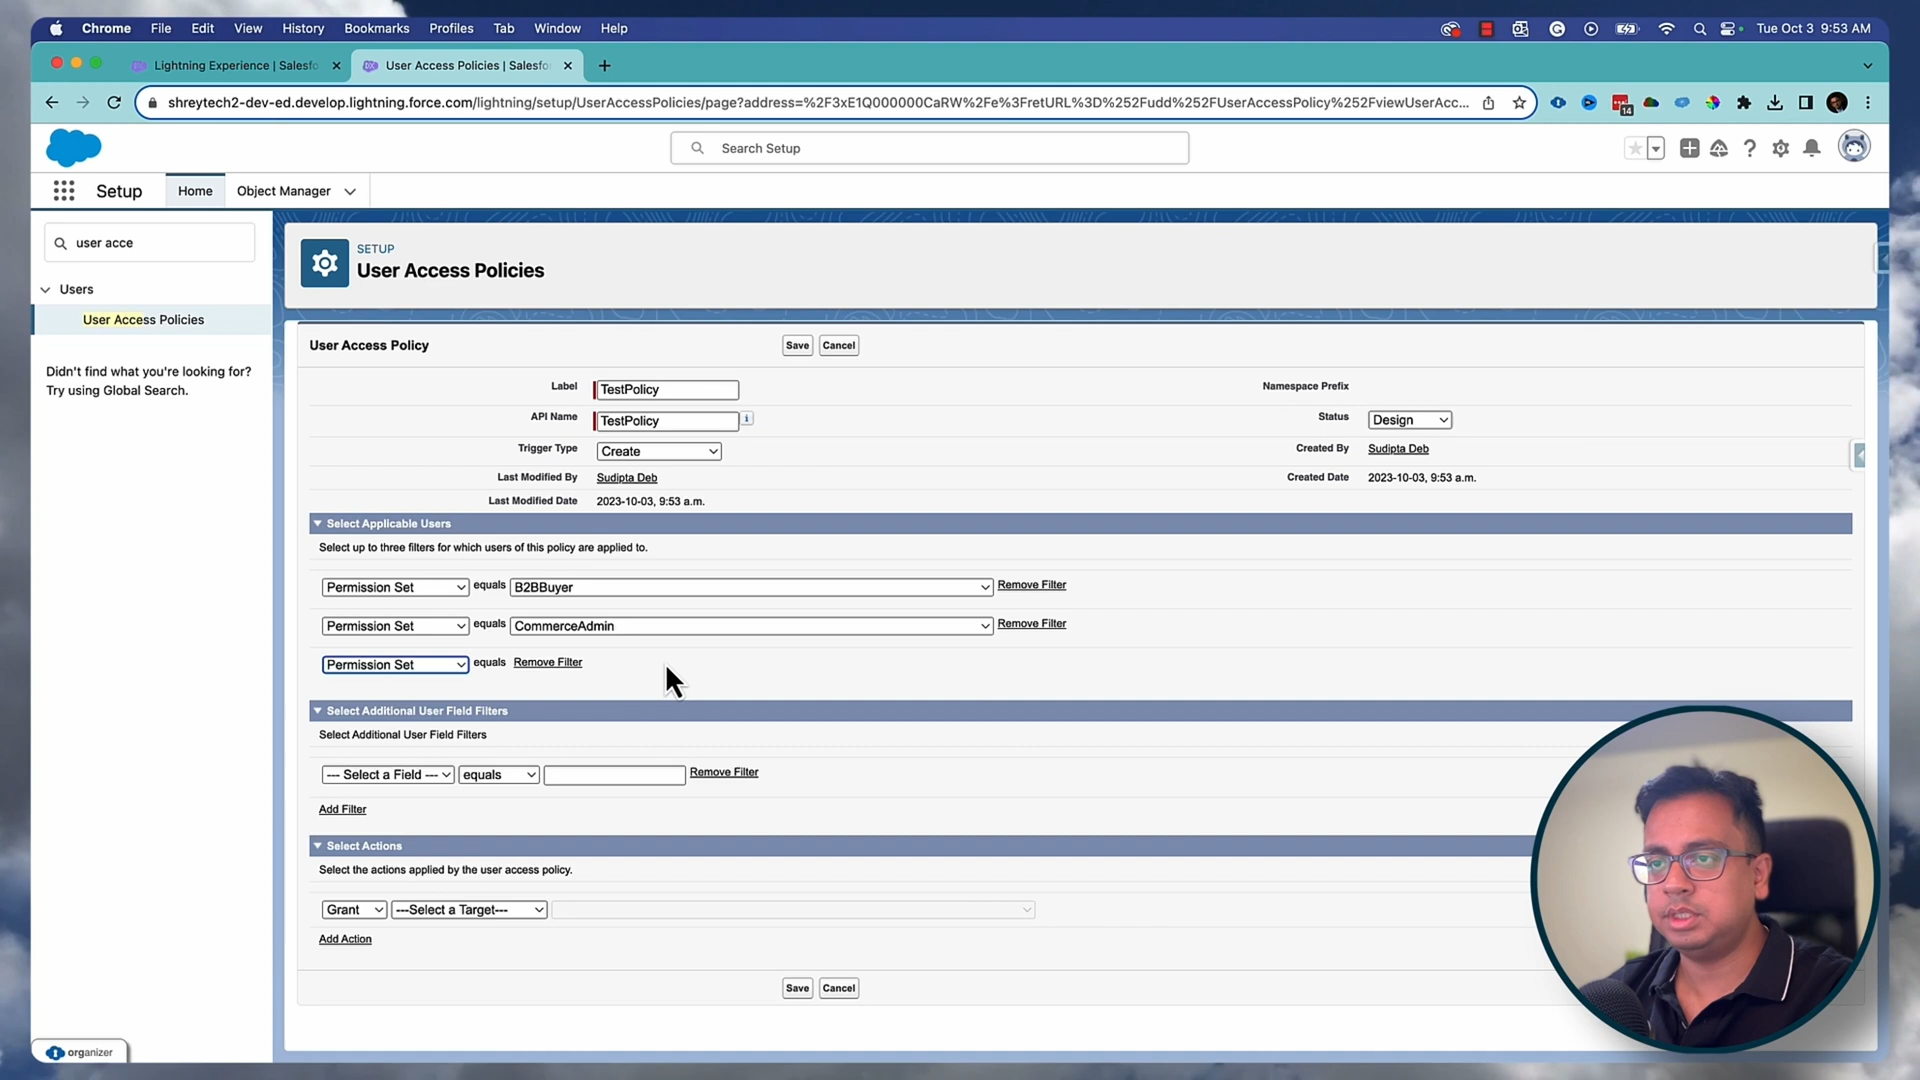 Chrome File Edit View History Bookmarks Profiles Tab Window Help Tue Oct 3 9:53 AM
Lightning Experience | Salesfo User Access Policies | Salesfor
shreytech2-dev-ed.develop.lightning.force.com/lightning/setup/UserAccessPolicies/page?address=%2F3xE1Q000000CaRW%2Fe%3FretURL%3D%252Fudd%252FUserAccessPolicy%252FviewUserAcc...
14
Search Setup
Setup Home Object Manager
user acce
Users
User Access Policies
Didn't find what you're looking for?
Try using Global Search.
SETUP
User Access Policies
User Access Policy Save Cancel
Label TestPolicy Namespace Prefix
API Name TestPolicy i Status Design
Trigger Type Create Created By Sudipta Deb
Last Modified By Sudipta Deb Created Date 2023-10-03, 9:53 a.m.
Last Modified Date 2023-10-03, 9:53 a.m.
Select Applicable Users
Select up to three filters for which users of this policy are applied to.
Permission Set equals B2BBuyer Remove Filter
Permission Set equals CommerceAdmin Remove Filter
Permission Set equals Remove Filter
Select Additional User Field Filters
Select Additional User Field Filters
--- Select a Field --- equals Remove Filter
Add Filter
Select Actions
Select the actions applied by the user access policy.
Grant ---Select a Target---
Add Action
Save Cancel
organizer